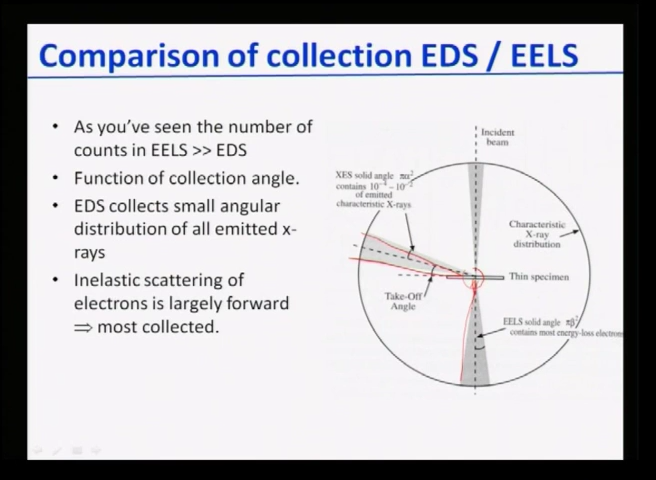 Comparison of collection EDS / EELS
• As you've seen the number of
counts in EELS >> EDS
• Function of collection angle.
• EDS collects small angular
distribution of all emitted x-
rays
• Inelastic scattering of
electrons is largely forward
⇒ most collected.
Incident
beam
XES solid angle πα²
contains 10⁻⁴ – 10⁻²
of emitted
characteristic X-rays
Characteristic
X-ray
distribution
Thin specimen
Take-Off
Angle
EELS solid angle πβ²
contains most energy-loss electrons